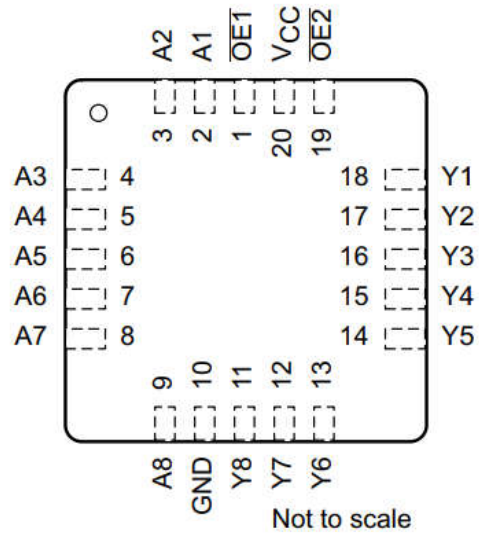 A2 A1 O̅E̅1̅ VCC O̅E̅2̅
3 2 1 20 19
A3 4 18 Y1
A4 5 17 Y2
A5 6 16 Y3
A6 7 15 Y4
A7 8 14 Y5
9 10 11 12 13
A8 GND Y8 Y7 Y6
Not to scale